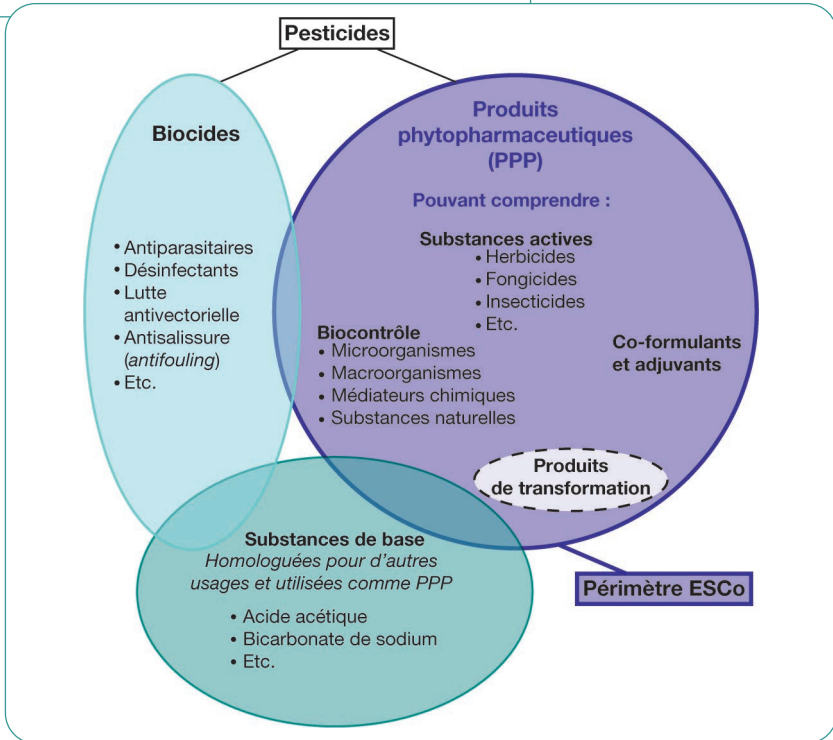 Pesticides
Biocides
• Antiparasitaires
• Désinfectants
• Lutte
antivectorielle
• Antisalissure
(antifouling)
• Etc.
Produits
phytopharmaceutiques
(PPP)
Pouvant comprendre :
Substances actives
• Herbicides
• Fongicides
• Insecticides
• Etc.
Biocontrôle
• Microorganismes
• Macroorganismes
• Médiateurs chimiques
• Substances naturelles
Co-formulants
et adjuvants
Produits
de transformation
Substances de base
Homologuées pour d'autres
usages et utilisées comme PPP
• Acide acétique
• Bicarbonate de sodium
• Etc.
Périmètre ESCo